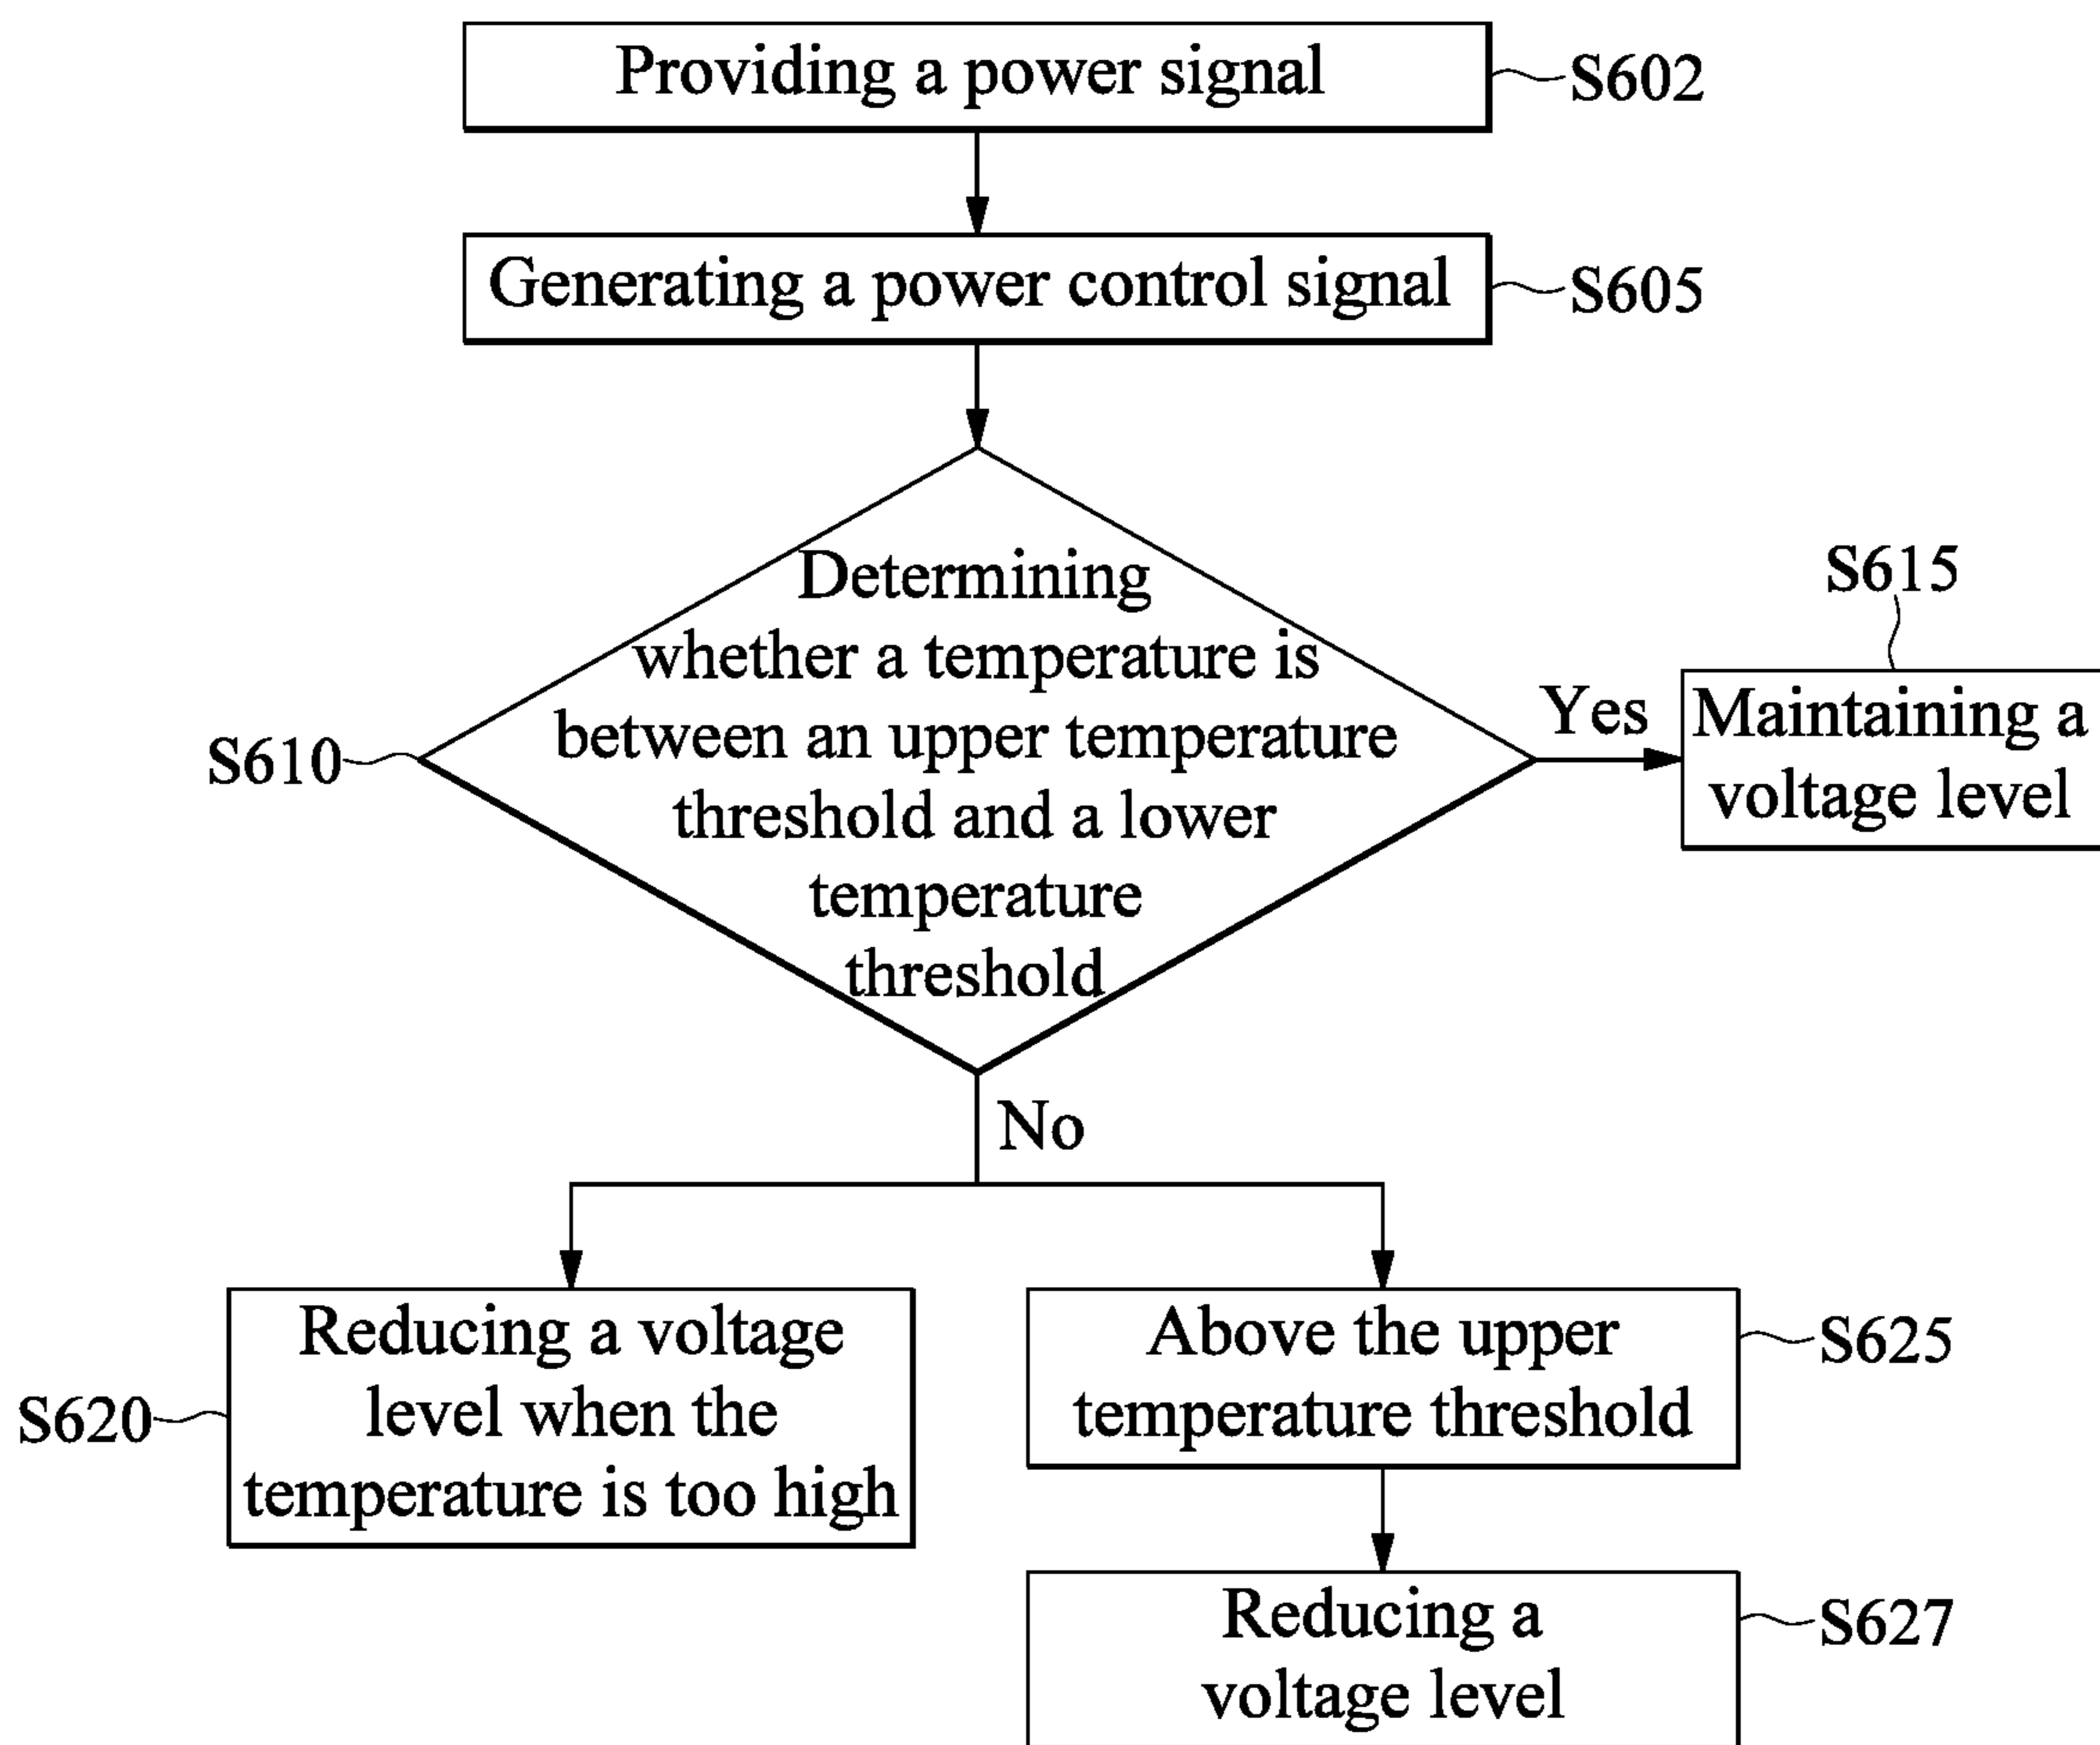 Providing a power signal
S602
Generating a power control signal
S605
Determining
whether a temperature is
between an upper temperature
threshold and a lower
temperature
threshold
S610
Yes
S615
Maintaining a
voltage level
No
Reducing a voltage
level when the
temperature is too high
S620
Above the upper
temperature threshold
S625
Reducing a
voltage level
S627